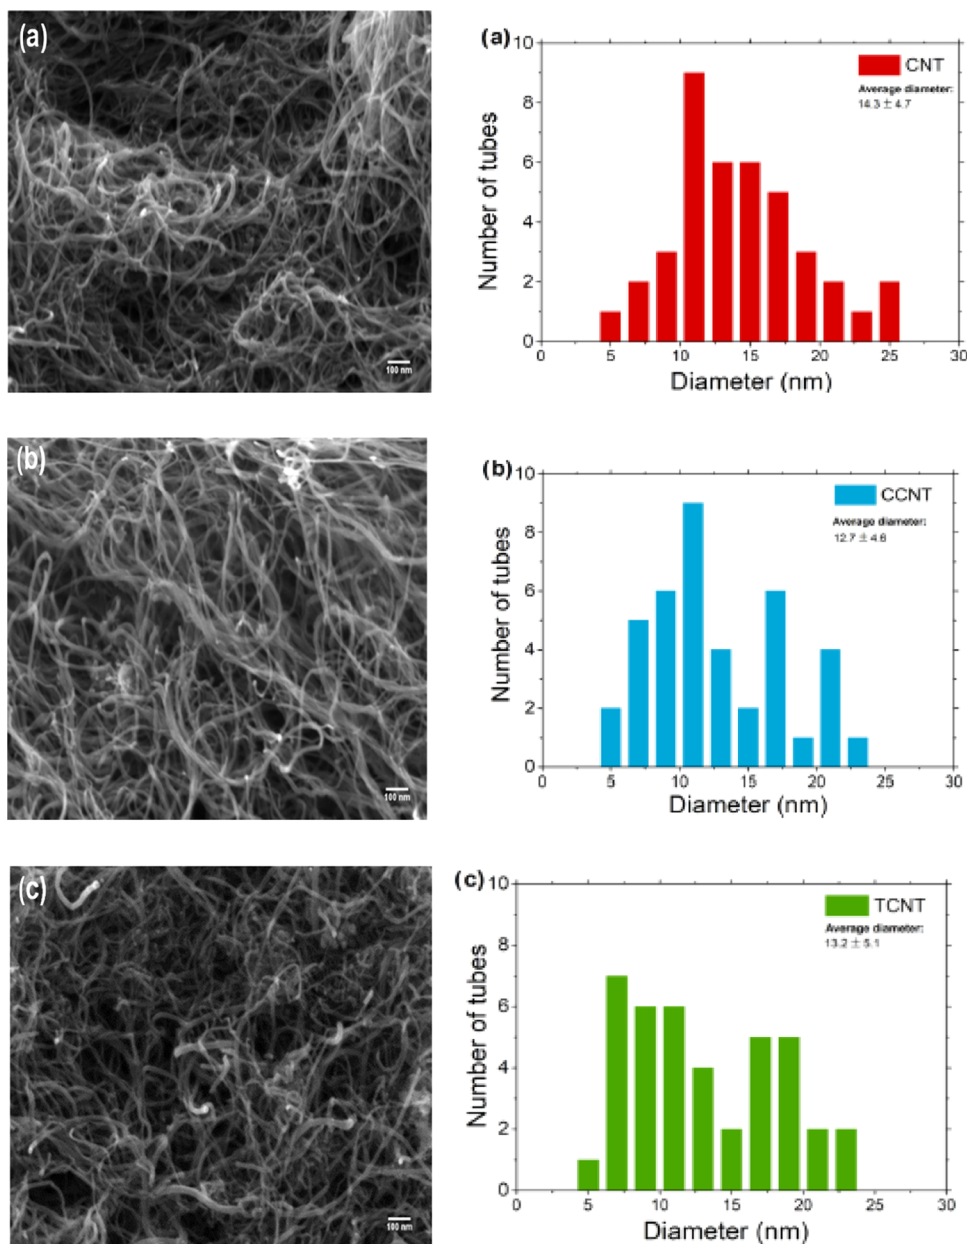 (a)
100 nm
(a)
10
8
6
4
2
0
Number of tubes
CNT
Average diameter:
14.3 ± 4.7
0 5 10 15 20 25 30
Diameter (nm)
(b)
100 nm
(b)
10
8
6
4
2
0
Number of tubes
CCNT
Average diameter:
12.7 ± 4.6
0 5 10 15 20 25 30
Diameter (nm)
(c)
100 nm
(c)
10
8
6
4
2
0
Number of tubes
TCNT
Average diameter:
13.2 ± 5.1
0 5 10 15 20 25 30
Diameter (nm)